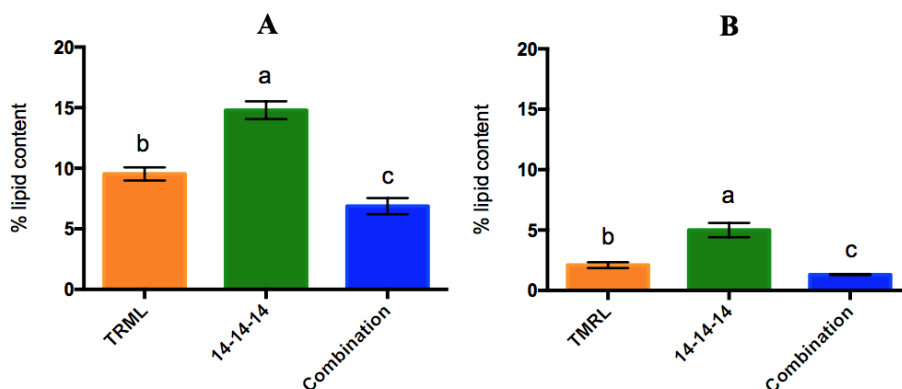 A
% lipid content
20
15
10
5
0
b
a
c
TRML
14-14-14
Combination
B
% lipid content
20
15
10
5
0
b
a
c
TMRL
14-14-14
Combination